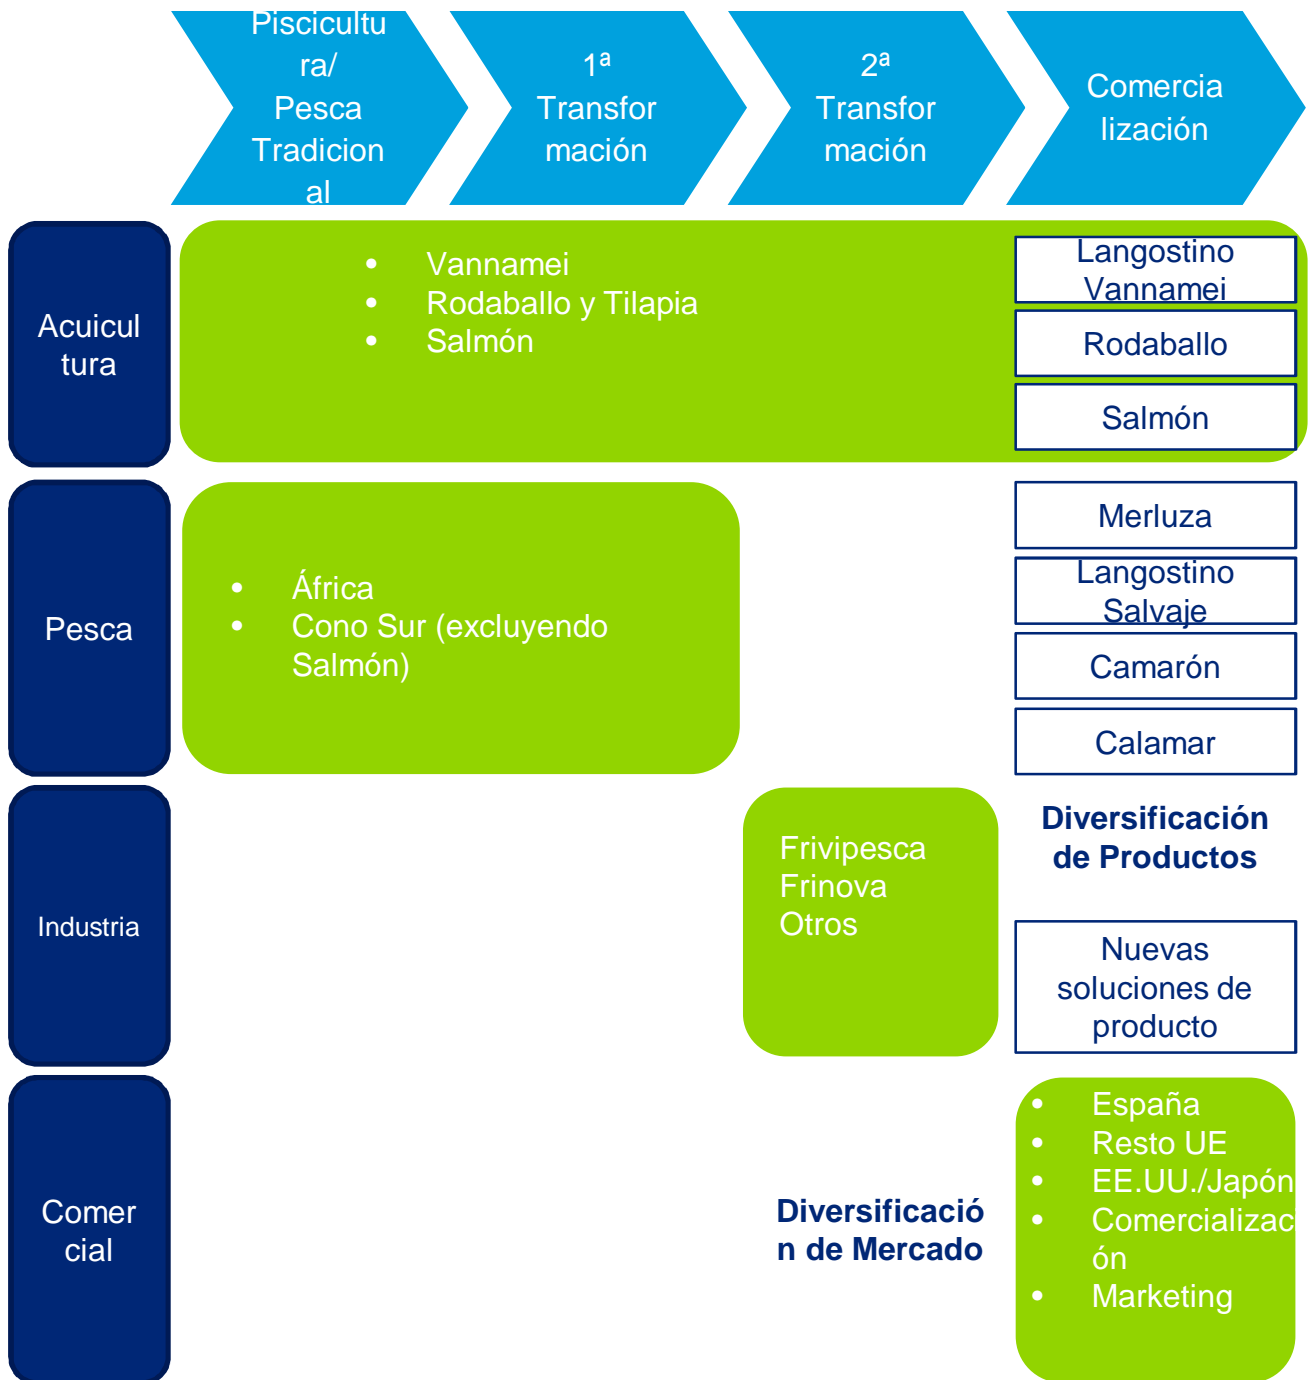 Piscicultu
ra/
Pesca
Tradicion
al
1ª
Transfor
mación
2ª
Transfor
mación
Comercia
lización
Acuicul
tura
• Vannamei
• Rodaballo y Tilapia
• Salmón
Langostino
Vannamei
Rodaballo
Salmón
Pesca
• África
• Cono Sur (excluyendo
Salmón)
Merluza
Langostino
Salvaje
Camarón
Calamar
Industria
Frivipesca
Frinova
Otros
Diversificación
de Productos
Nuevas
soluciones de
producto
Comer
cial
Diversificació
n de Mercado
• España
• Resto UE
• EE.UU./Japón
• Comercializac
ón
• Marketing